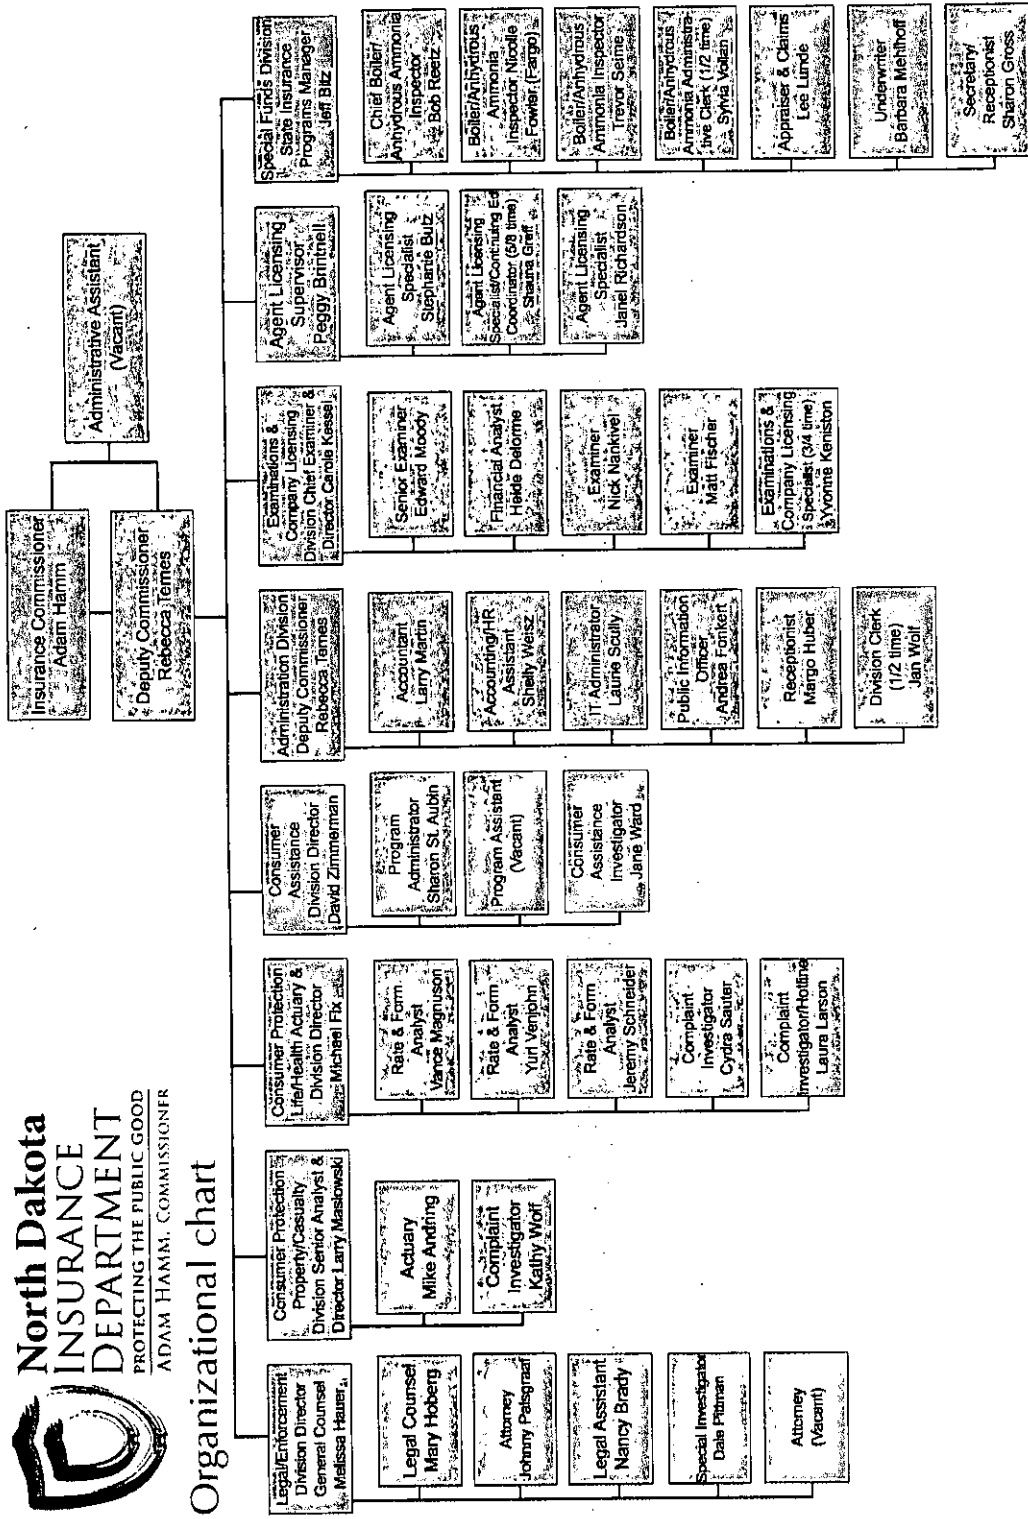 North Dakota
INSURANCE
DEPARTMENT
PROTECTING THE PUBLIC GOOD
ADAM HAMM, COMMISSIONER
Organizational chart
Insurance Commissioner
Adam Hamm
Deputy Commissioner
Rebecca Ternes
Administrative Assistant
(Vacant)
Legal/Enforcement
Division Director
General Counsel
Melissa Hauer
Legal Counsel
Mary Hoberg
Attorney
Johnny Palsgraaf
Legal Assistant
Nancy Brady
Special Investigator
Dale Pittman
Attorney
(Vacant)
Consumer Protection
Property/Casualty
Division Senior Analyst &
Director Larry Maslowski
Actuary
Mike Andring
Complaint
Investigator
Kathy Wolf
Consumer Protection
Life/Health Actuary &
Division Director
Michael Fix
Rate & Form
Analyst
Vance Magnuson
Rate & Form
Analyst
Yuri Venjohn
Rate & Form
Analyst
Jeremy Schneider
Complaint
Investigator
Cydra Sauter
Complaint
Investigator/Hotline
Laura Larson
Consumer
Assistance
Division Director
David Zimmerman
Program
Administrator
Sharon St. Aubin
Program Assistant
(Vacant)
Consumer
Assistance
Investigator
Jane Ward
Administration Division
Deputy Commissioner
Rebecca Ternes
Accountant
Larry Martin
Accounting/HR
Assistant
Shelly Weisz
IT Administrator
Laurie Scully
Public Information
Officer
Andrea Fonkert
Receptionist
Margo Huber
Division Clerk
(1/2 time)
Jan Wolf
Examinations &
Company Licensing
Division Chief Examiner &
Director Carole Kessel
Senior Examiner
Edward Moody
Financial Analyst
Heide Delorme
Examiner
Nick Nankivel
Examiner
Matt Fischer
Examinations &
Company Licensing
Specialist (3/4 time)
Yvonne Keniston
Agent Licensing
Supervisor
Peggy Brintnell
Agent Licensing
Specialist
Stephanie Butz
Agent Licensing
Specialist/Continuing Ed
Coordinator (5/8 time)
Shauna Greff
Agent Licensing
Specialist
Janel Richardson
Special Funds Division
State Insurance
Programs Manager
Jeff Bitz
Chief Boiler/
Anhydrous Ammonia
Inspector
Bob Reetz
Boiler/Anhydrous
Ammonia
Inspector Nicolle
Fowler (Fargo)
Boiler/Anhydrous
Ammonia Inspector
Trevor Seime
Boiler/Anhydrous
Ammonia Administra-
tive Clerk (1/2 time)
Sylvia Vollan
Appraiser & Claims
Lee Lunde
Underwriter
Barbara Mehlhoff
Secretary/
Receptionist
Sharon Gross